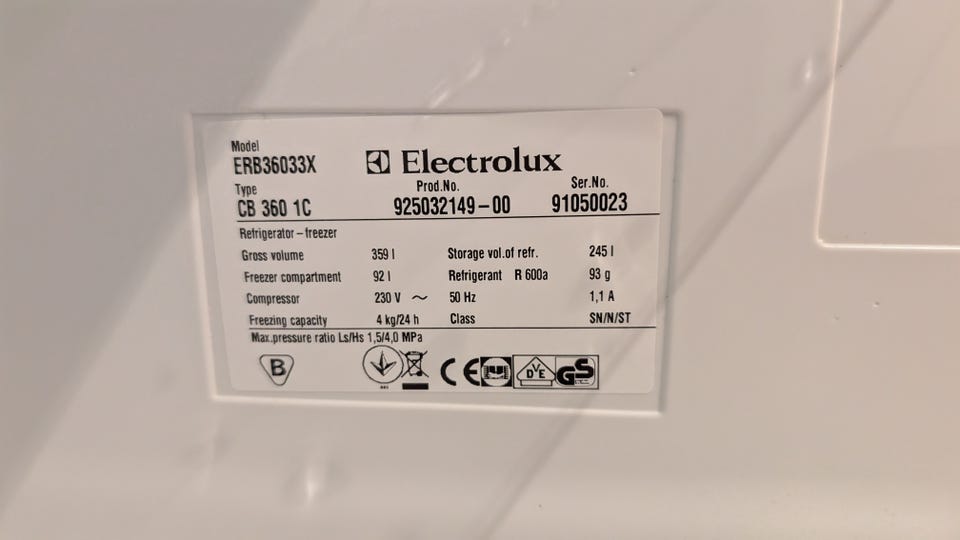 Model
ERB36033X
Electrolux
Type Prod.No. Ser.No.
CB 360 1C 925032149-00 91050023
Refrigerator-freezer
Gross volume 359 l Storage vol.of refr. 245 l
Freezer compartment 92 l Refrigerant R 600a 93 g
Compressor 230 V ~ 50 Hz 1,1 A
Freezing capacity 4 kg/24 h Class SN/N/ST
Max.pressure ratio Ls/Hs 1,5/4,0 MPa
B CE DVE GS